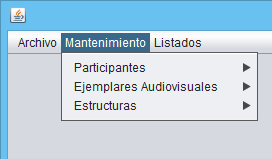 Archivo Mantenimiento Listados
Participantes
Ejemplares Audiovisuales
Estructuras